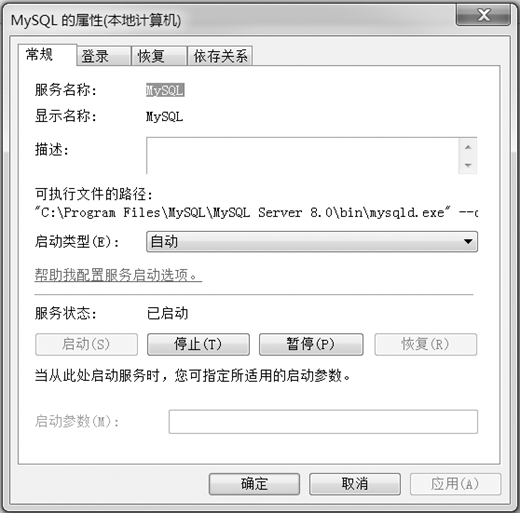 MySQL 的属性(本地计算机)
常规 登录 恢复 依存关系
服务名称: MySQL
显示名称: MySQL
描述:
可执行文件的路径:
"C:\Program Files\MySQL\MySQL Server 8.0\bin\mysqld.exe" --d
启动类型(E): 自动
帮助我配置服务启动选项。
服务状态: 已启动
启动(S) 停止(T) 暂停(P) 恢复(R)
当从此处启动服务时，您可指定所适用的启动参数。
启动参数(M):
确定 取消 应用(A)